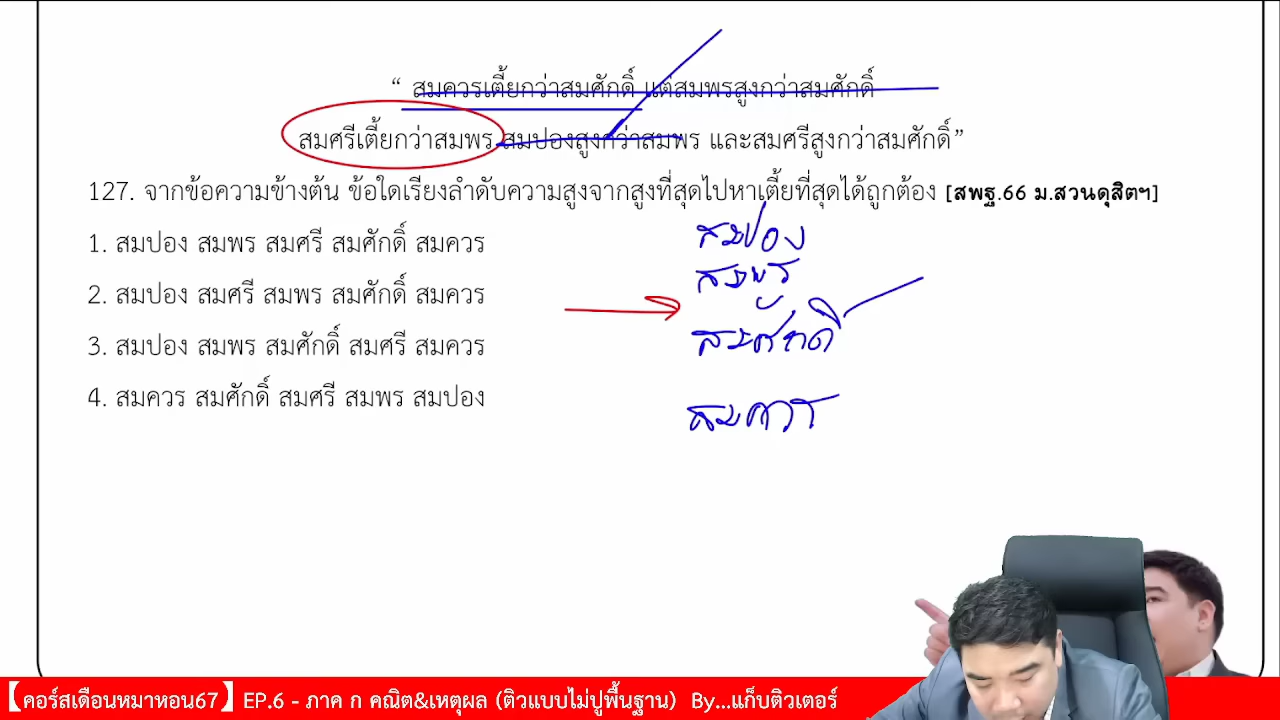 “ สมควรเตี้ยกว่าสมศักดิ์ แต่สมพรสูงกว่าสมศักดิ์
สมศรีเตี้ยกว่าสมพร สมปองสูงกว่าสมพร และสมศรีสูงกว่าสมศักดิ์”
127. จากข้อความข้างต้น ข้อใดเรียงลำดับความสูงจากสูงที่สุดไปหาเตี้ยที่สุดได้ถูกต้อง [สพฐ.66 ม.สวนดุสิตฯ]
1. สมปอง สมพร สมศรี สมศักดิ์ สมควร
2. สมปอง สมศรี สมพร สมศักดิ์ สมควร
3. สมปอง สมพร สมศักดิ์ สมศรี สมควร
4. สมควร สมศักดิ์ สมศรี สมพร สมปอง
สมปอง
สมพร
สมศักดิ์
สมควร
【คอร์สเดือนหมาหอน67】EP.6 - ภาค ก คณิต&เหตุผล (ติวแบบไม่ปูพื้นฐาน) By...แก็บติวเตอร์